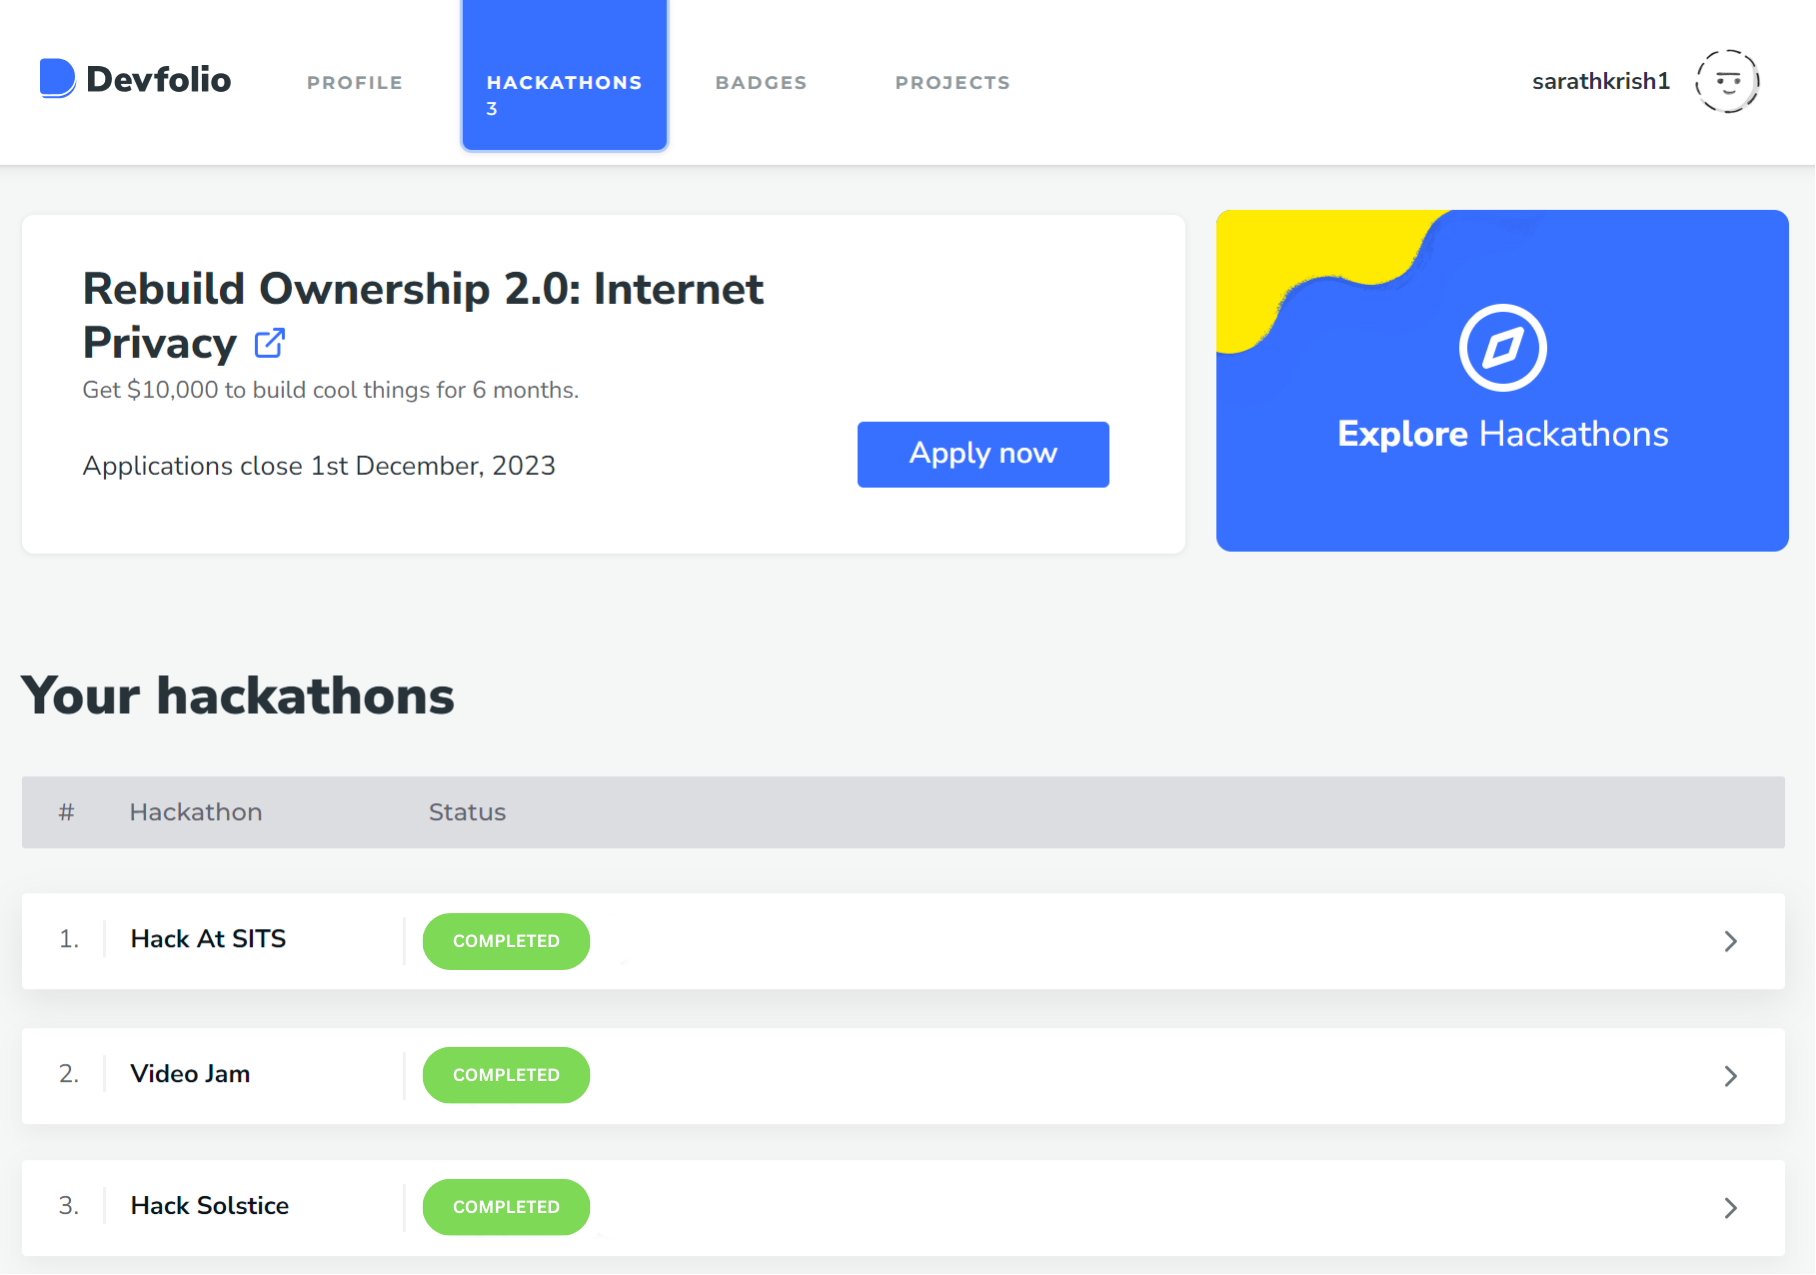 Devfolio
PROFILE
HACKATHONS
3
BADGES
PROJECTS
sarathkrish1
Rebuild Ownership 2.0: Internet
Privacy
Get $10,000 to build cool things for 6 months.
Applications close 1st December, 2023
Apply now
Explore Hackathons
Your hackathons
# Hackathon Status
1. Hack At SITS COMPLETED
2. Video Jam COMPLETED
3. Hack Solstice COMPLETED